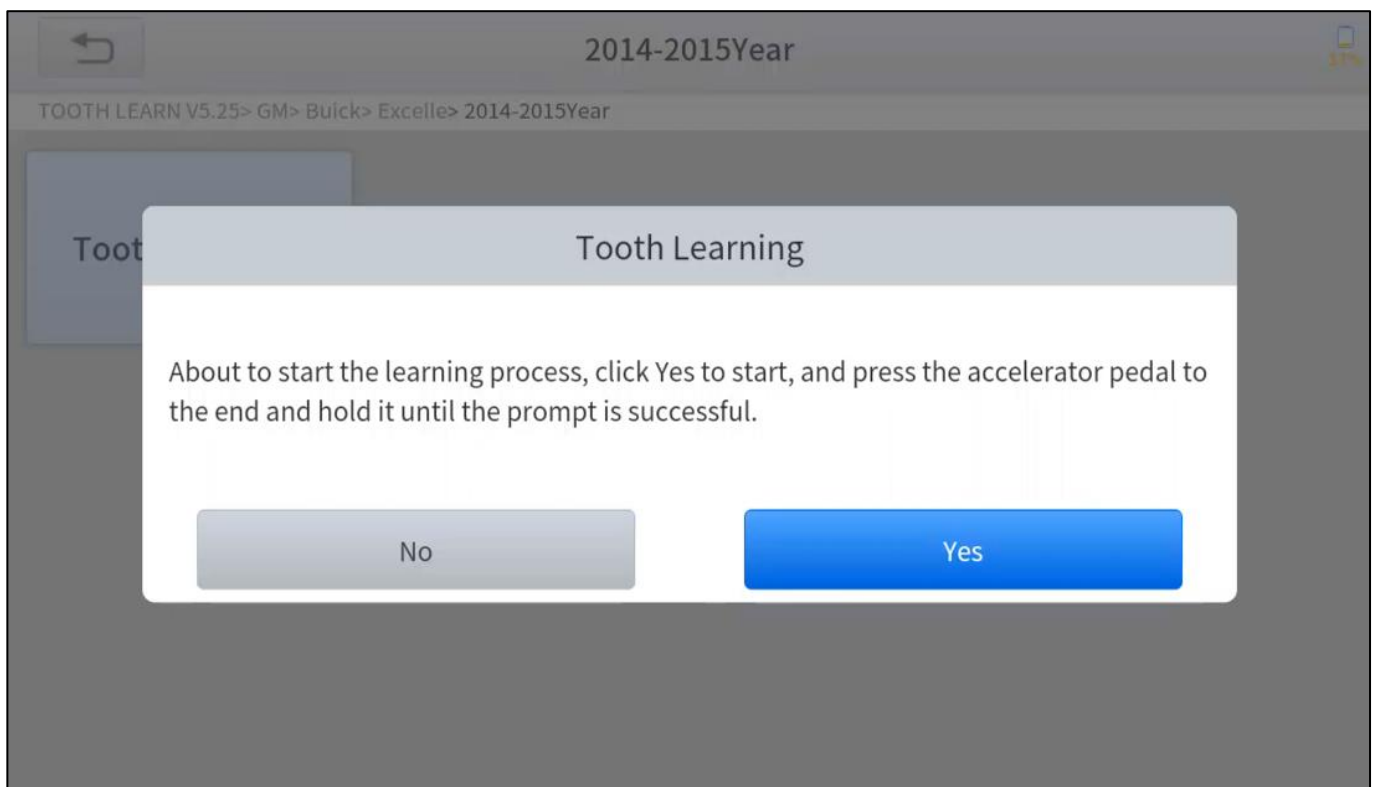 2014-2015Year
TOOTH LEARN V5.25> GM> Buick> Excelle> 2014-2015Year
Toot
Tooth Learning
About to start the learning process, click Yes to start, and press the accelerator pedal to
the end and hold it until the prompt is successful.
No
Yes